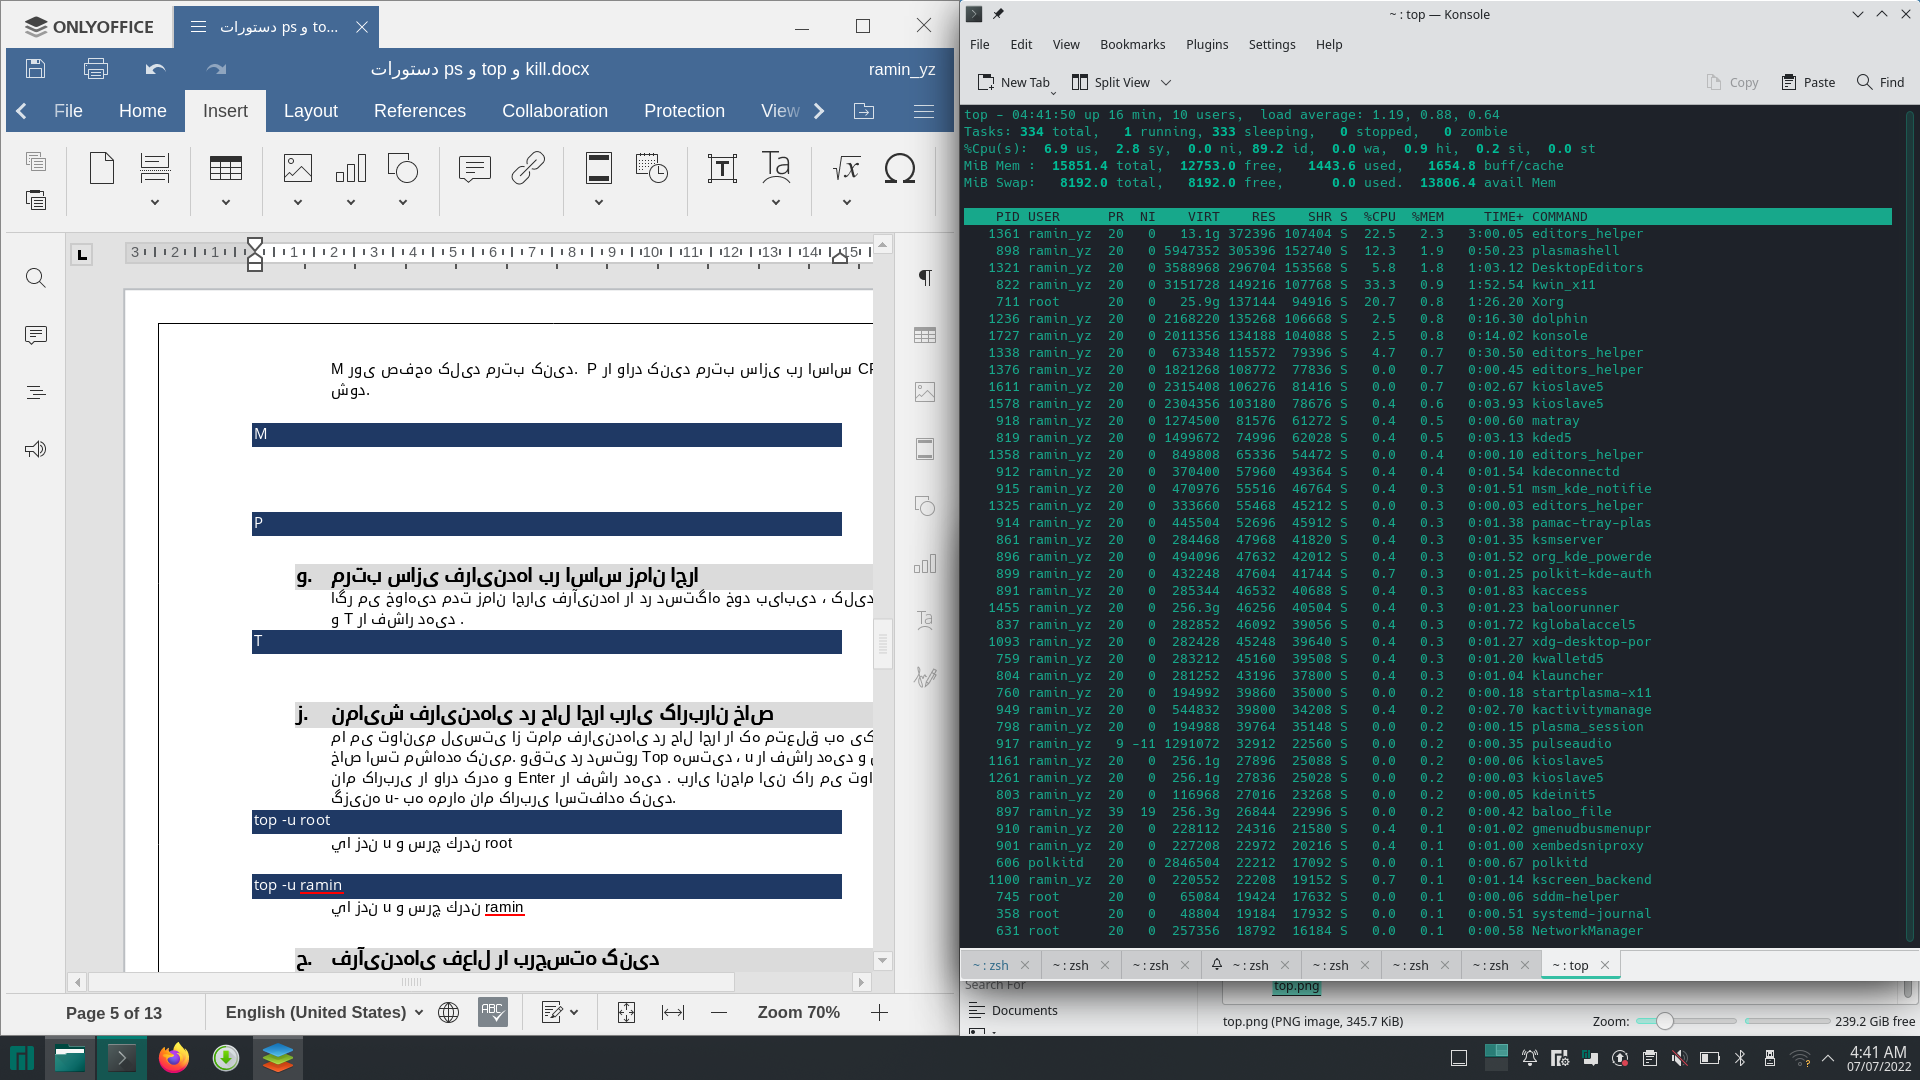 ONLYOFFICE
دستورات ps و to...
دستورات ps و top و kill.docx
ramin_yz
File Home Insert Layout References Collaboration Protection View
3 2 1 1 2 3 4 5 6 7 8 9 10 11 12 13 14 15
M روی صفحه کلید مرتب کنید. P را وارد کنید مرتب سازی بر اساس
شود.
M
P
و. مرتب سازی فرایندها بر اساس زمان اجرا
اگر می خواهید مدت زمان اجرای فرآیندها را در دستگاه خود بیابید ، کلید
و T را فشار دهید .
T
ز. نمایش فرایندهای در حال اجرا برای کاربران خاص
ما می توانیم لیستی از تمام فرایندهای در حال اجرا را که متعلق به یک
خاص است مشاهده کنیم. وقتی در دستور Top هستید ، u را فشار دهید و
نام کاربری را وارد کرده و Enter را فشار دهید . برای انجام این کار می توا
گزینه u- به همراه نام کاربری استفاده کنید.
top -u root
یا زدن u و سرچ کردن root
top -u ramin
یا زدن u و سرچ کردن ramin
ح. فرآیندهای فعال را برجسته کنید
Page 5 of 13 English (United States) Zoom 70%
~ : top — Konsole
File Edit View Bookmarks Plugins Settings Help
New Tab Split View Copy Paste Find
top - 04:41:50 up 16 min, 10 users,  load average: 1.19, 0.88, 0.64
Tasks: 334 total,   1 running, 333 sleeping,   0 stopped,   0 zombie
%Cpu(s):  6.9 us,  2.8 sy,  0.0 ni, 89.2 id,  0.0 wa,  0.9 hi,  0.2 si,  0.0 st
MiB Mem :  15851.4 total,  12753.0 free,   1443.6 used,   1654.8 buff/cache
MiB Swap:   8192.0 total,   8192.0 free,      0.0 used.  13806.4 avail Mem
PID USER PR NI VIRT RES SHR S %CPU %MEM TIME+ COMMAND
1361 ramin_yz 20 0 13.1g 372396 107404 S 22.5 2.3 3:00.05 editors_helper
898 ramin_yz 20 0 5947352 305396 152740 S 12.3 1.9 0:50.23 plasmashell
1321 ramin_yz 20 0 3588968 296704 153568 S 5.8 1.8 1:03.12 DesktopEditors
822 ramin_yz 20 0 3151728 149216 107768 S 33.3 0.9 1:52.54 kwin_x11
711 root 20 0 25.9g 137144 94916 S 20.7 0.8 1:26.20 Xorg
1236 ramin_yz 20 0 2168220 135268 106668 S 2.5 0.8 0:16.30 dolphin
1727 ramin_yz 20 0 2011356 134188 104088 S 2.5 0.8 0:14.02 konsole
1338 ramin_yz 20 0 673348 115572 79396 S 4.7 0.7 0:30.50 editors_helper
1376 ramin_yz 20 0 1821268 108772 77836 S 0.0 0.7 0:00.45 editors_helper
1611 ramin_yz 20 0 2315408 106276 81416 S 0.0 0.7 0:02.67 kioslave5
1578 ramin_yz 20 0 2304356 103180 78676 S 0.4 0.6 0:03.93 kioslave5
918 ramin_yz 20 0 1274500 81576 61272 S 0.4 0.5 0:00.60 matray
819 ramin_yz 20 0 1499672 74996 62028 S 0.4 0.5 0:03.13 kded5
1358 ramin_yz 20 0 849808 65336 54472 S 0.0 0.4 0:00.10 editors_helper
912 ramin_yz 20 0 370400 57960 49364 S 0.4 0.4 0:01.54 kdeconnectd
915 ramin_yz 20 0 470976 55516 46764 S 0.4 0.3 0:01.51 msm_kde_notifie
1325 ramin_yz 20 0 333660 55468 45212 S 0.0 0.3 0:00.03 editors_helper
914 ramin_yz 20 0 445504 52696 45912 S 0.4 0.3 0:01.38 pamac-tray-plas
861 ramin_yz 20 0 284468 47968 41820 S 0.4 0.3 0:01.35 ksmserver
896 ramin_yz 20 0 494096 47632 42012 S 0.4 0.3 0:01.52 org_kde_powerde
899 ramin_yz 20 0 432248 47604 41744 S 0.7 0.3 0:01.25 polkit-kde-auth
891 ramin_yz 20 0 285344 46532 40688 S 0.4 0.3 0:01.83 kaccess
1455 ramin_yz 20 0 256.3g 46256 40504 S 0.4 0.3 0:01.23 baloorunner
837 ramin_yz 20 0 282852 46092 39056 S 0.4 0.3 0:01.72 kglobalaccel5
1093 ramin_yz 20 0 282428 45248 39640 S 0.4 0.3 0:01.27 xdg-desktop-por
759 ramin_yz 20 0 283212 45160 39508 S 0.4 0.3 0:01.20 kwalletd5
804 ramin_yz 20 0 281252 43196 37800 S 0.4 0.3 0:01.04 klauncher
760 ramin_yz 20 0 194992 39860 35000 S 0.0 0.2 0:00.18 startplasma-x11
949 ramin_yz 20 0 544832 39800 34208 S 0.4 0.2 0:02.70 kactivitymanage
798 ramin_yz 20 0 194988 39764 35148 S 0.0 0.2 0:00.15 plasma_session
917 ramin_yz 9 -11 1291072 32912 22560 S 0.0 0.2 0:00.35 pulseaudio
1161 ramin_yz 20 0 256.1g 27896 25088 S 0.0 0.2 0:00.06 kioslave5
1261 ramin_yz 20 0 256.1g 27836 25028 S 0.0 0.2 0:00.03 kioslave5
803 ramin_yz 20 0 116968 27016 23268 S 0.0 0.2 0:00.05 kdeinit5
897 ramin_yz 39 19 256.3g 26844 22996 S 0.0 0.2 0:00.42 baloo_file
910 ramin_yz 20 0 228112 24316 21580 S 0.4 0.1 0:01.02 gmenudbusmenupr
901 ramin_yz 20 0 227208 22972 20216 S 0.4 0.1 0:01.00 xembedsniproxy
606 polkitd 20 0 2846504 22212 17092 S 0.0 0.1 0:00.67 polkitd
1100 ramin_yz 20 0 220552 22208 19152 S 0.7 0.1 0:01.14 kscreen_backend
745 root 20 0 65084 19424 17632 S 0.0 0.1 0:00.06 sddm-helper
358 root 20 0 48804 19184 17932 S 0.0 0.1 0:00.51 systemd-journal
631 root 20 0 257356 18792 16184 S 0.0 0.1 0:00.58 NetworkManager
~ : zsh ~ : zsh ~ : zsh ~ : zsh ~ : zsh ~ : zsh ~ : zsh ~ : top
Search For top.png
Documents
top.png (PNG image, 345.7 KiB) Zoom: 239.2 GiB free
4:41 AM
07/07/2022